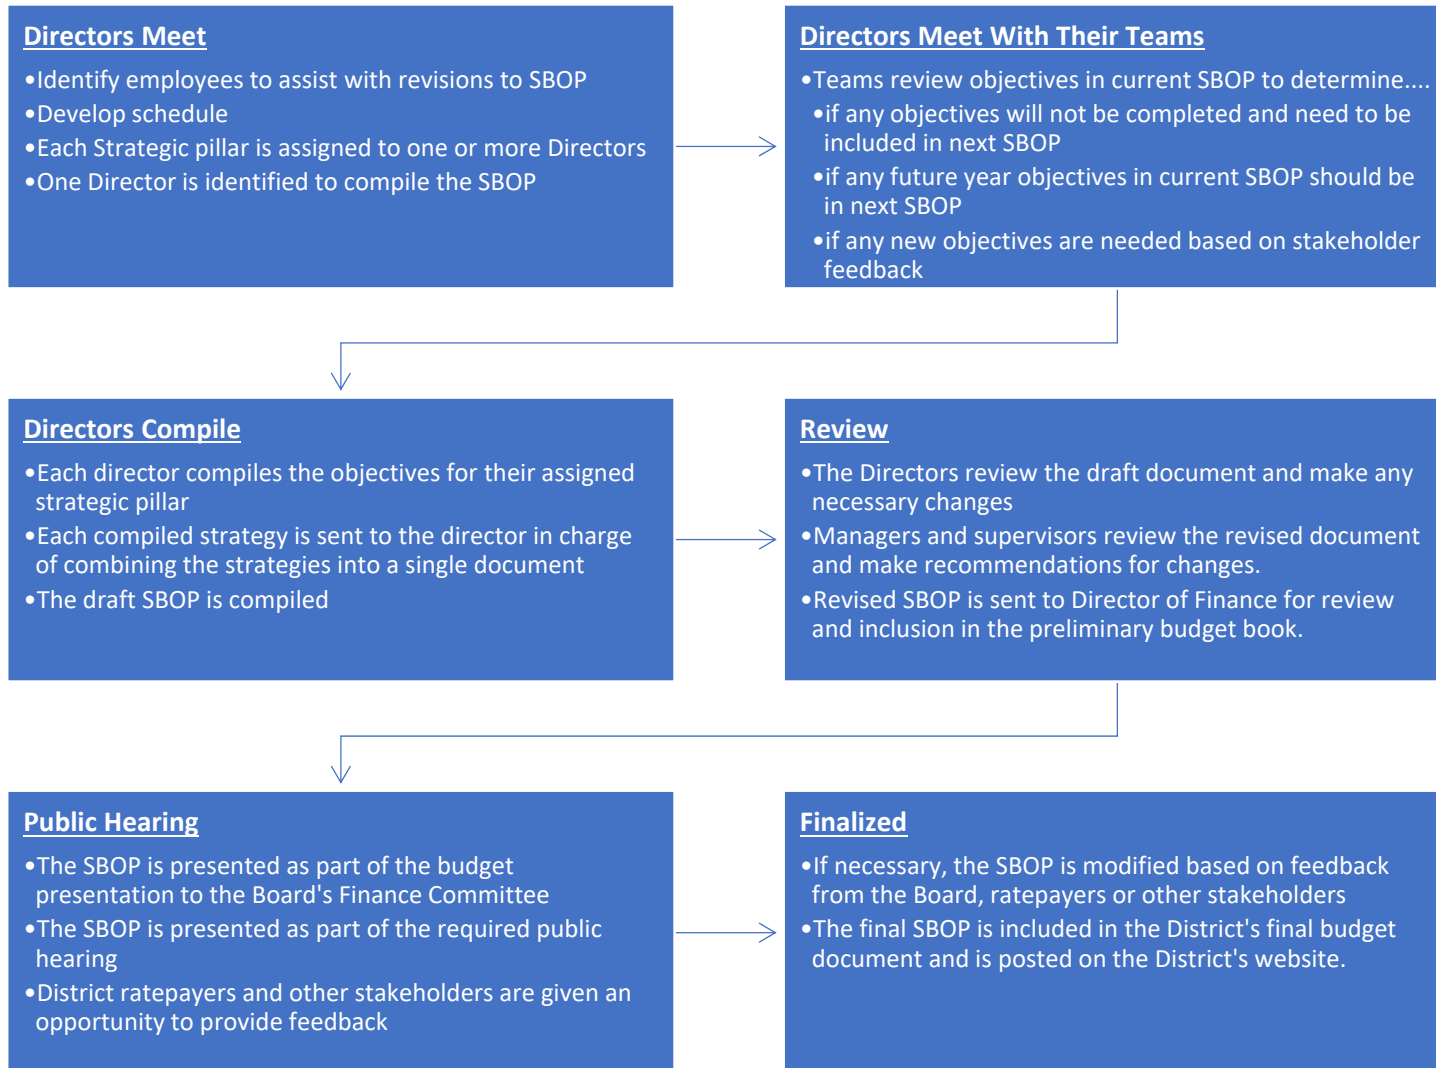 Directors Meet
•Identify employees to assist with revisions to SBOP
•Develop schedule
•Each Strategic pillar is assigned to one or more Directors
•One Director is identified to compile the SBOP
Directors Meet With Their Teams
•Teams review objectives in current SBOP to determine....
•if any objectives will not be completed and need to be
included in next SBOP
•if any future year objectives in current SBOP should be
in next SBOP
•if any new objectives are needed based on stakeholder
feedback
Directors Compile
•Each director compiles the objectives for their assigned
strategic pillar
•Each compiled strategy is sent to the director in charge
of combining the strategies into a single document
•The draft SBOP is compiled
Review
•The Directors review the draft document and make any
necessary changes
•Managers and supervisors review the revised document
and make recommendations for changes.
•Revised SBOP is sent to Director of Finance for review
and inclusion in the preliminary budget book.
Public Hearing
•The SBOP is presented as part of the budget
presentation to the Board's Finance Committee
•The SBOP is presented as part of the required public
hearing
•District ratepayers and other stakeholders are given an
opportunity to provide feedback
Finalized
•If necessary, the SBOP is modified based on feedback
from the Board, ratepayers or other stakeholders
•The final SBOP is included in the District's final budget
document and is posted on the District's website.